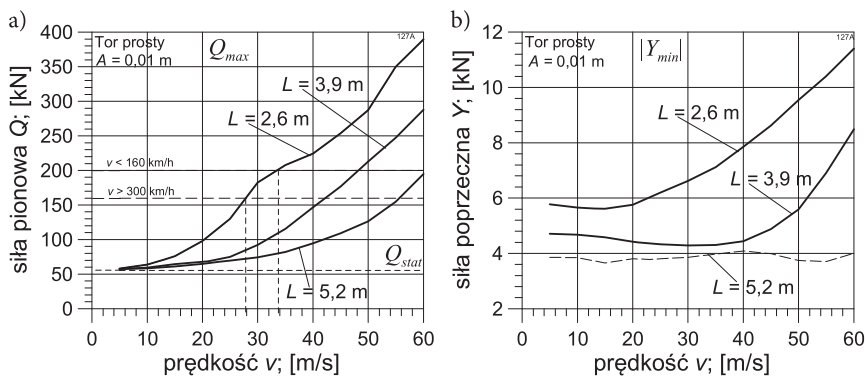 a)
siła pionowa Q; [kN]
400
350
300
250
200
150
100
50
0
Tor prosty
A = 0,01 m
Qmax
127A
L = 3,9 m
L = 2,6 m
v < 160 km/h
v > 300 km/h
Qstat
L = 5,2 m
0 10 20 30 40 50 60
prędkość v; [m/s]
b)
siła poprzeczna Y; [kN]
12
10
8
6
4
2
Tor prosty
A = 0,01 m
|Ymin|
127A
L = 2,6 m
L = 3,9 m
L = 5,2 m
0 10 20 30 40 50 60
prędkość v; [m/s]